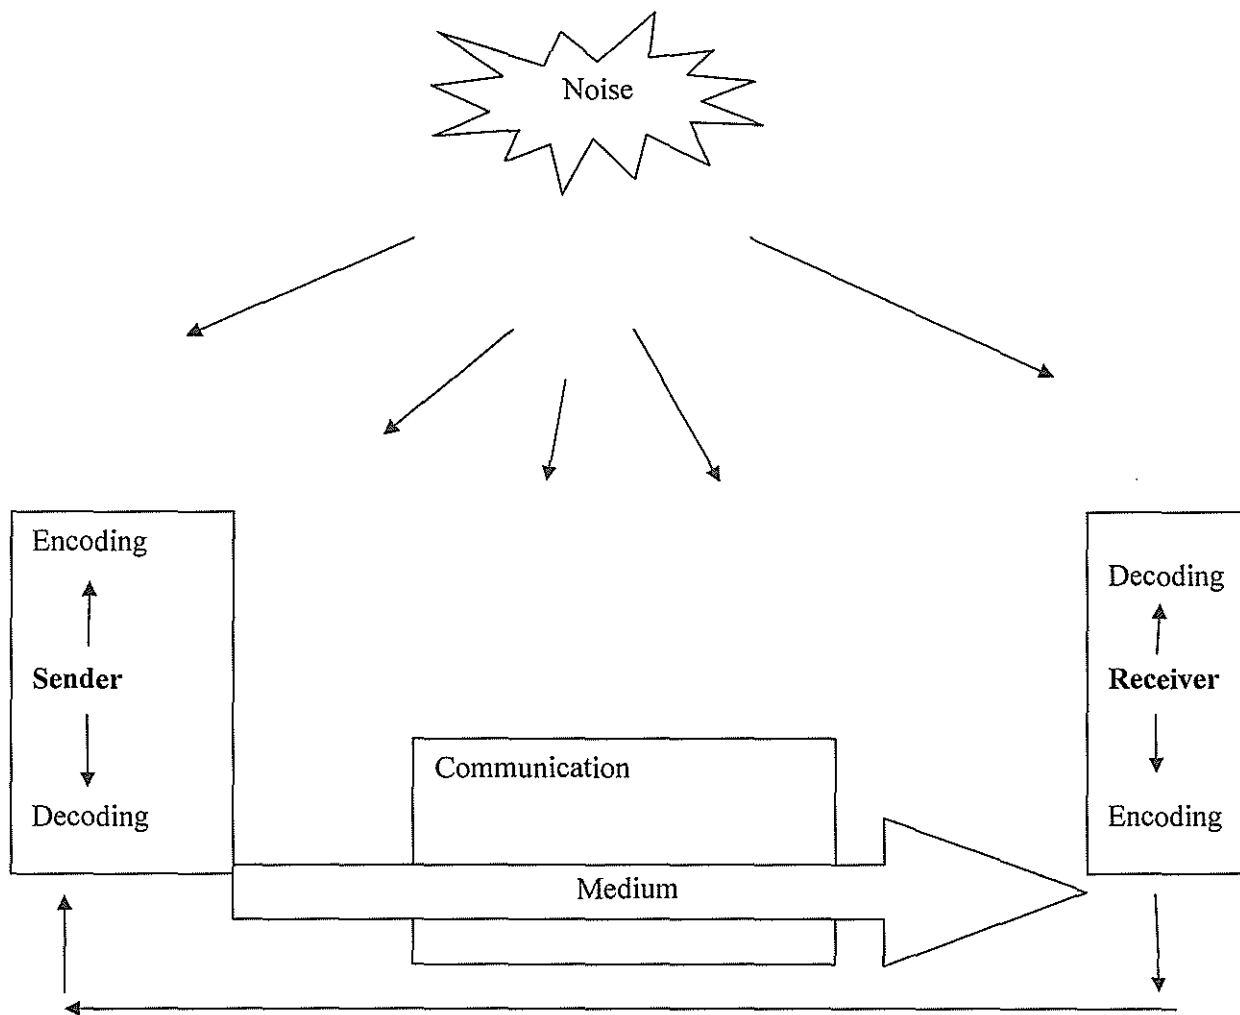 Noise
Encoding
Sender
Decoding
Communication
Medium
Decoding
Receiver
Encoding